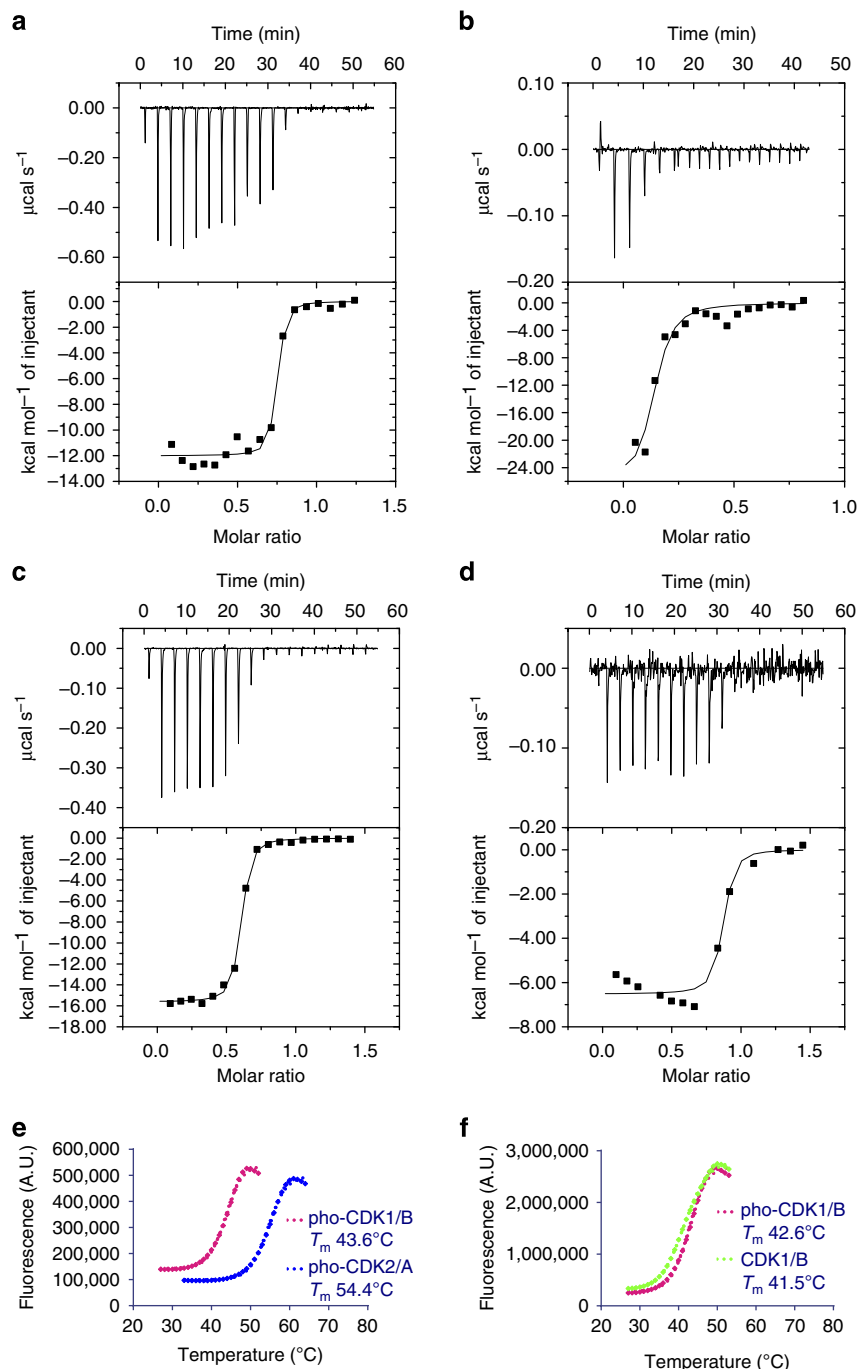 a
Time (min)
0 10 20 30 40 50 60
0.00
−0.20
−0.40
−0.60
μcal s−1
0.00
−2.00
−4.00
−6.00
−8.00
−10.00
−12.00
−14.00
kcal mol−1 of injectant
0.0 0.5 1.0 1.5
Molar ratio
b
Time (min)
0 10 20 30 40 50
0.10
0.00
−0.10
−0.20
μcal s−1
0.00
−4.00
−8.00
−12.00
−16.00
−20.00
−24.00
kcal mol−1 of injectant
0.0 0.5 1.0
Molar ratio
c
Time (min)
0 10 20 30 40 50 60
0.00
−0.10
−0.20
−0.30
−0.40
μcal s−1
0.00
−2.00
−4.00
−6.00
−8.00
−10.00
−12.00
−14.00
−16.00
−18.00
kcal mol−1 of injectant
0.0 0.5 1.0 1.5
Molar ratio
d
Time (min)
0 10 20 30 40 50 60
0.00
−0.10
−0.20
μcal s−1
0.00
−2.00
−4.00
−6.00
−8.00
kcal mol−1 of injectant
0.0 0.5 1.0 1.5
Molar ratio
e
600,000
500,000
400,000
300,000
200,000
100,000
0
Fluorescence (A.U.)
pho-CDK1/B
Tm 43.6°C
pho-CDK2/A
Tm 54.4°C
20 40 60 80
Temperature (°C)
f
3,000,000
2,000,000
1,000,000
0
Fluorescence (A.U.)
pho-CDK1/B
Tm 42.6°C
CDK1/B
Tm 41.5°C
20 40 60 80
Temperature (°C)